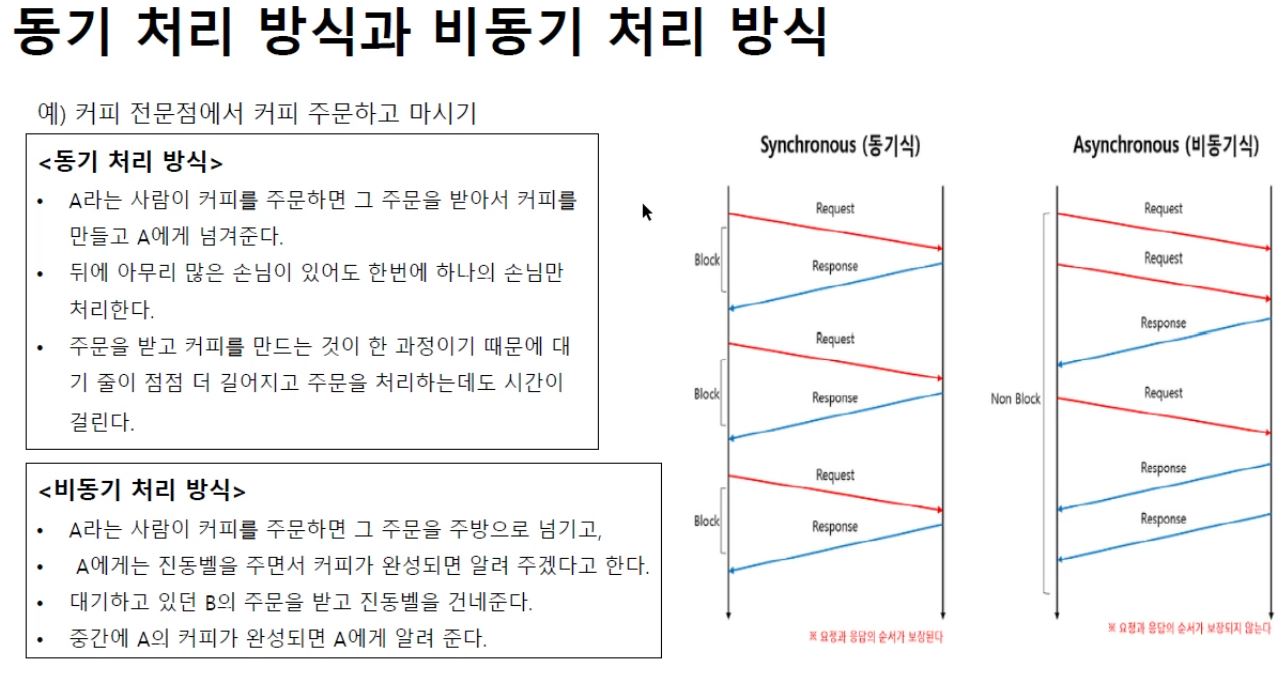 동기 처리 방식과 비동기 처리 방식
예) 커피 전문점에서 커피 주문하고 마시기
<동기 처리 방식>
• A라는 사람이 커피를 주문하면 그 주문을 받아서 커피를
만들고 A에게 넘겨준다.
• 뒤에 아무리 많은 손님이 있어도 한번에 하나의 손님만
처리한다.
• 주문을 받고 커피를 만드는 것이 한 과정이기 때문에 대
기 줄이 점점 더 길어지고 주문을 처리하는데도 시간이
걸린다.
<비동기 처리 방식>
• A라는 사람이 커피를 주문하면 그 주문을 주방으로 넘기고,
• A에게는 진동벨을 주면서 커피가 완성되면 알려 주겠다고 한다.
• 대기하고 있던 B의 주문을 받고 진동벨을 건네준다.
• 중간에 A의 커피가 완성되면 A에게 알려 준다.
Synchronous (동기식)
Request
Block
Response
Request
Block
Response
Request
Block
Response
※ 요청과 응답의 순서가 보장된다
Asynchronous (비동기식)
Request
Request
Response
Non Block
Request
Response
Response
※ 요청과 응답의 순서가 보장되지 않는다